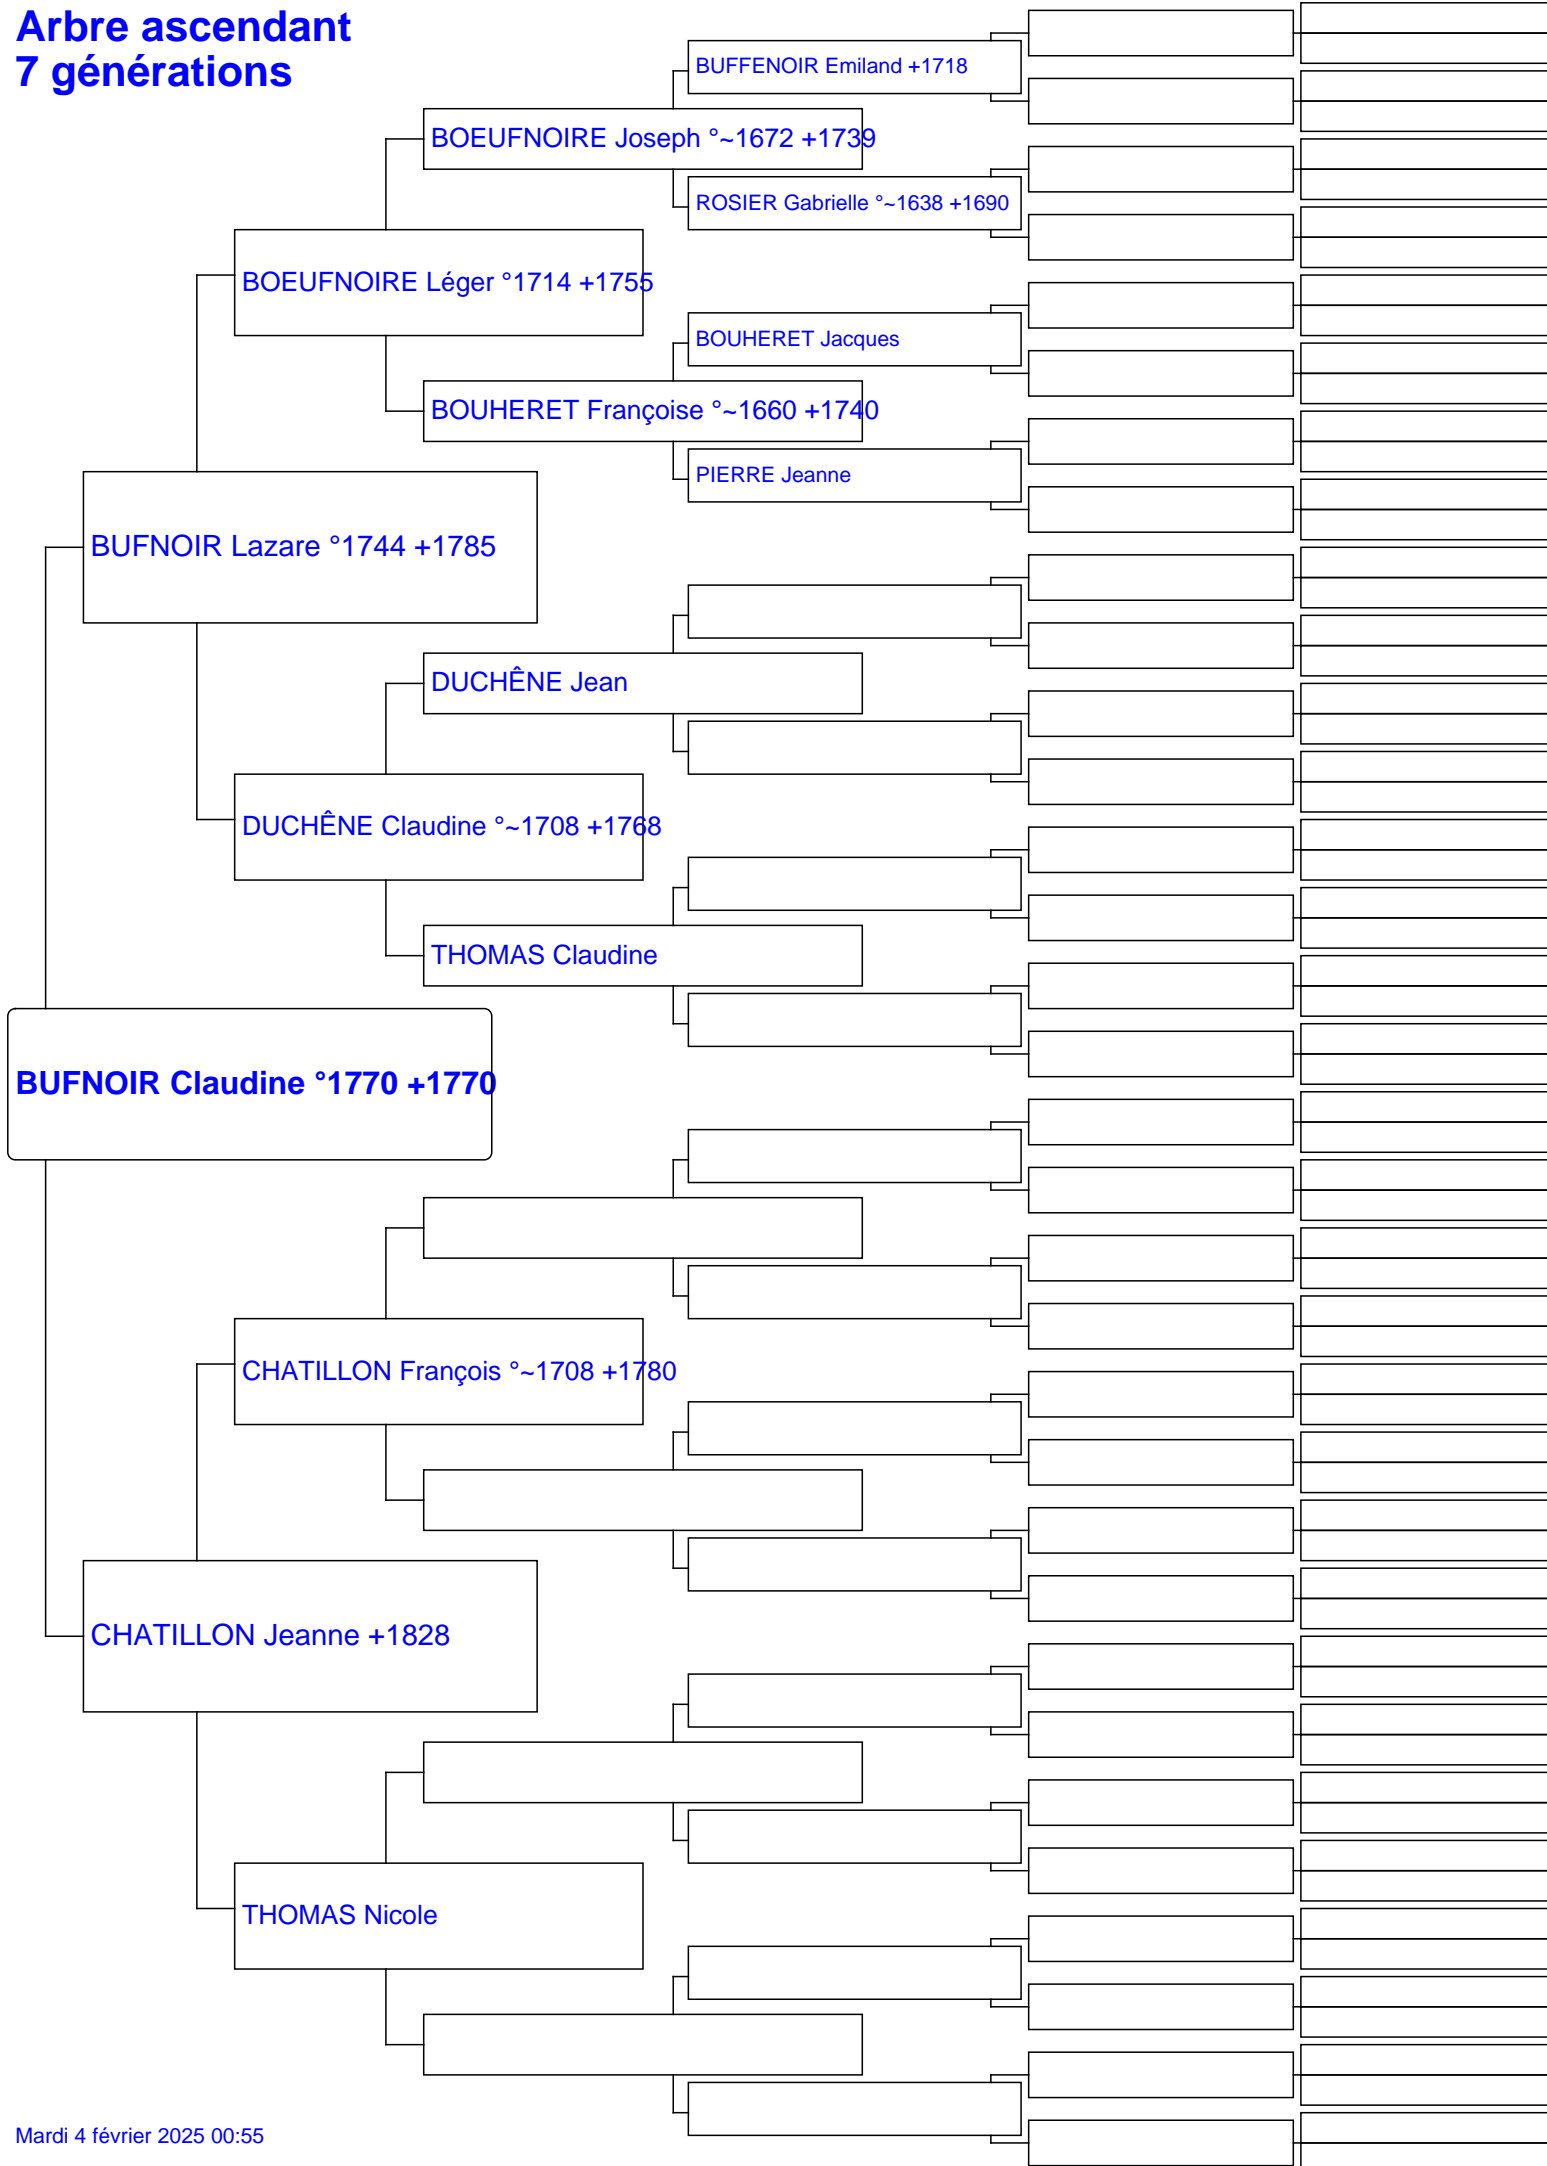 Arbre ascendant
7 générations
BUFFENOIR Emiland +1718
BOEUFNOIRE Joseph °~1672 +1739
ROSIER Gabrielle °~1638 +1690
BOEUFNOIRE Léger °1714 +1755
BOUHERET Jacques
BOUHERET Françoise °~1660 +1740
PIERRE Jeanne
BUFNOIR Lazare °1744 +1785
DUCHÊNE Jean
DUCHÊNE Claudine °~1708 +1768
THOMAS Claudine
BUFNOIR Claudine °1770 +1770
CHATILLON François °~1708 +1780
CHATILLON Jeanne +1828
THOMAS Nicole
Mardi 4 février 2025 00:55